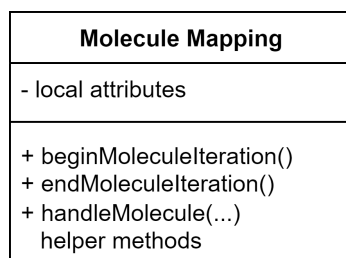 Molecule Mapping
- local attributes
+ beginMoleculeIteration()
+ endMoleculeIteration()
+ handleMolecule(...)
helper methods